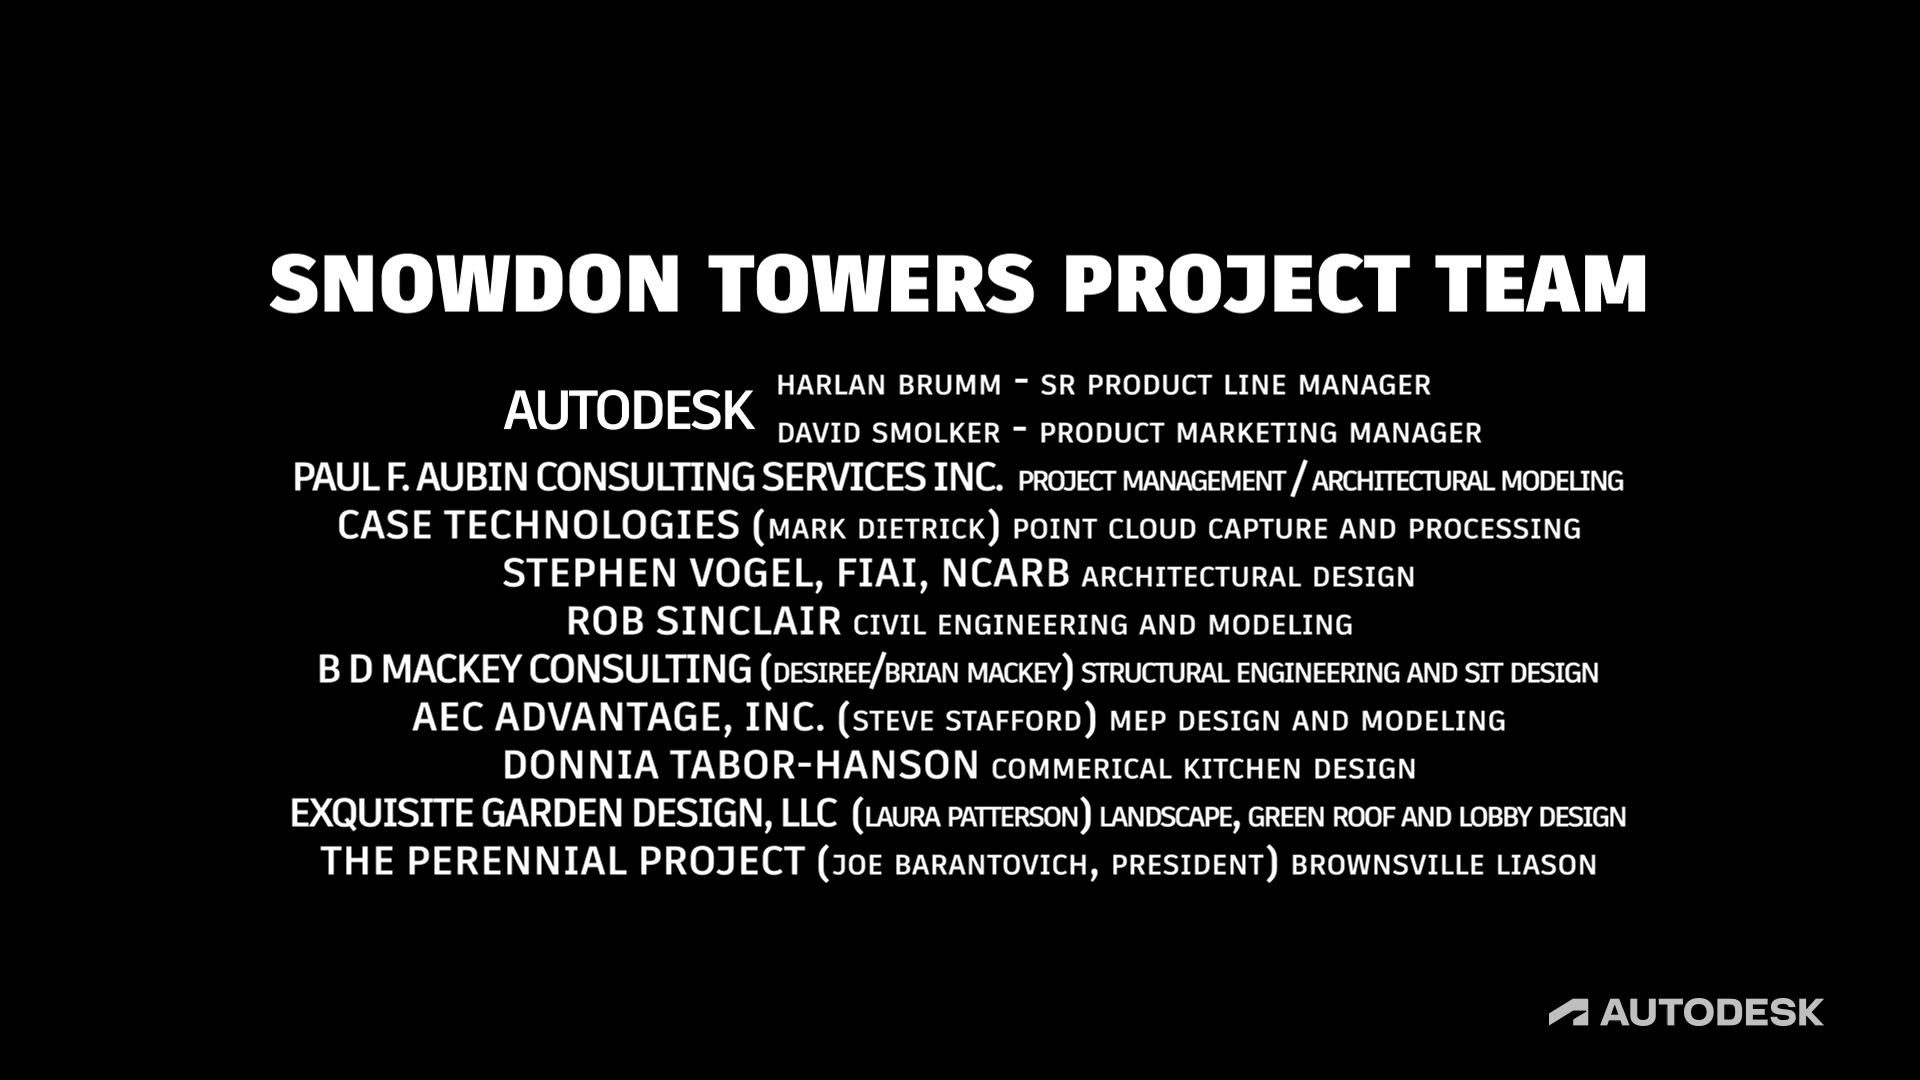 SNOWDON TOWERS PROJECT TEAM
AUTODESK HARLAN BRUMM - SR PRODUCT LINE MANAGER
DAVID SMOLKER - PRODUCT MARKETING MANAGER
PAUL F. AUBIN CONSULTING SERVICES INC. PROJECT MANAGEMENT / ARCHITECTURAL MODELING
CASE TECHNOLOGIES (MARK DIETRICK) POINT CLOUD CAPTURE AND PROCESSING
STEPHEN VOGEL, FIAI, NCARB ARCHITECTURAL DESIGN
ROB SINCLAIR CIVIL ENGINEERING AND MODELING
B D MACKEY CONSULTING (DESIREE/BRIAN MACKEY) STRUCTURAL ENGINEERING AND SIT DESIGN
AEC ADVANTAGE, INC. (STEVE STAFFORD) MEP DESIGN AND MODELING
DONNIA TABOR-HANSON COMMERICAL KITCHEN DESIGN
EXQUISITE GARDEN DESIGN, LLC (LAURA PATTERSON) LANDSCAPE, GREEN ROOF AND LOBBY DESIGN
THE PERENNIAL PROJECT (JOE BARANTOVICH, PRESIDENT) BROWNSVILLE LIASON
AUTODESK